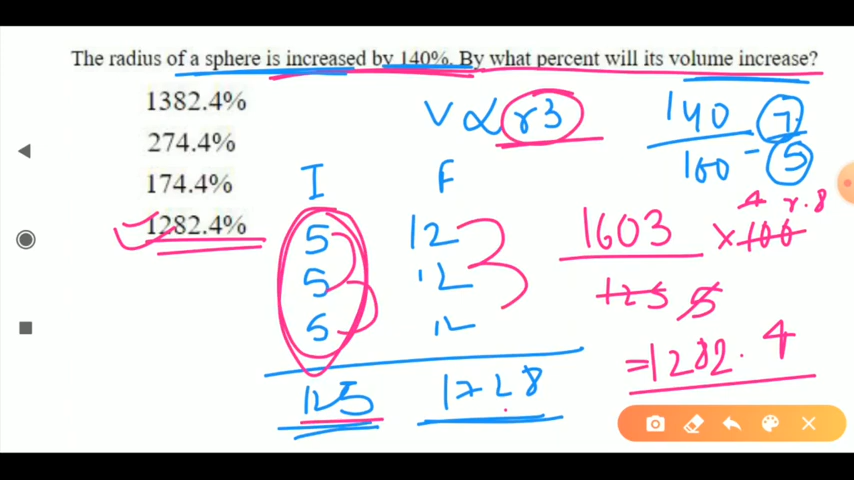 The radius of a sphere is increased by 140%. By what percent will its volume increase?
1382.4%
274.4%
174.4%
1282.4%
V ∝ r3
140 7
100 - 5
I F
5 12
5 12
5 12
125 1728
1603 × 100
125 5
4
=1282.4